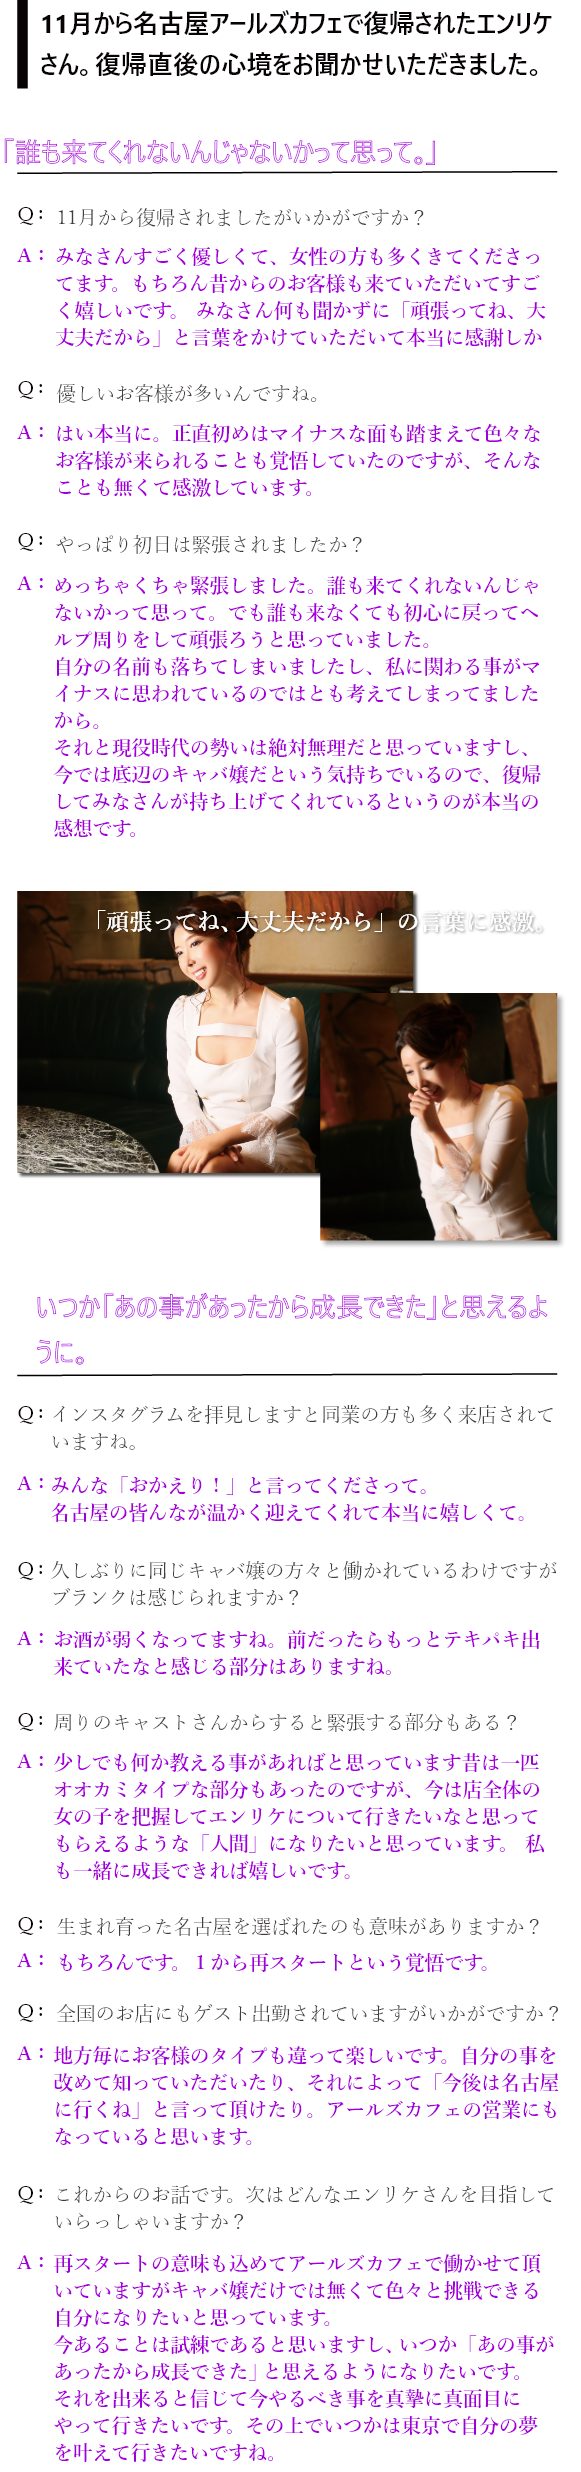 11月から名古屋アールズカフェで復帰されたエンリケ
さん。復帰直後の心境をお聞かせいただきました。
「誰も来てくれないんじゃないかって思って。」
Q： 11月から復帰されましたがいかがですか？
A： みなさんすごく優しくて、女性の方も多くきてくださっ
てます。もちろん昔からのお客様も来ていただいてすご
く嬉しいです。 みなさん何も聞かずに「頑張ってね、大
丈夫だから」と言葉をかけていただいて本当に感謝しか
Q： 優しいお客様が多いんですね。
A： はい本当に。正直初めはマイナスな面も踏まえて色々な
お客様が来られることも覚悟していたのですが、そんな
ことも無くて感激しています。
Q： やっぱり初日は緊張されましたか？
A： めっちゃくちゃ緊張しました。誰も来てくれないんじゃ
ないかって思って。でも誰も来なくても初心に戻ってヘ
ルプ周りをして頑張ろうと思っていました。
自分の名前も落ちてしまいましたし、私に関わる事がマ
イナスに思われているのではとも考えてしまってました
から。
それと現役時代の勢いは絶対無理だと思っていますし、
今では底辺のキャバ嬢だという気持ちでいるので、復帰
してみなさんが持ち上げてくれているというのが本当の
感想です。
「頑張ってね、大丈夫だから」の言葉に感激。
いつか「あの事があったから成長できた」と思えるよ
うに。
Q：インスタグラムを拝見しますと同業の方も多く来店されて
いますね。
A：みんな「おかえり！」と言ってくださって。
名古屋の皆んなが温かく迎えてくれて本当に嬉しくて。
Q：久しぶりに同じキャバ嬢の方々と働かれているわけですが
ブランクは感じられますか？
A： お酒が弱くなってますね。前だったらもっとテキパキ出
来ていたなと感じる部分はありますね。
Q： 周りのキャストさんからすると緊張する部分もある？
A： 少しでも何か教える事があればと思っています昔は一匹
オオカミタイプな部分もあったのですが、今は店全体の
女の子を把握してエンリケについて行きたいなと思って
もらえるような「人間」になりたいと思っています。 私
も一緒に成長できれば嬉しいです。
Q： 生まれ育った名古屋を選ばれたのも意味がありますか？
A： もちろんです。１から再スタートという覚悟です。
Q： 全国のお店にもゲスト出勤されていますがいかがですか？
A： 地方毎にお客様のタイプも違って楽しいです。自分の事を
改めて知っていただいたり、それによって「今後は名古屋
に行くね」と言って頂けたり。アールズカフェの営業にも
なっていると思います。
Q： これからのお話です。次はどんなエンリケさんを目指して
いらっしゃいますか？
A： 再スタートの意味も込めてアールズカフェで働かせて頂
いていますがキャバ嬢だけでは無くて色々と挑戦できる
自分になりたいと思っています。
今あることは試練であると思いますし、いつか「あの事が
あったから成長できた」と思えるようになりたいです。
それを出来ると信じて今やるべき事を真摯に真面目に
やって行きたいです。その上でいつかは東京で自分の夢
を叶えて行きたいですね。